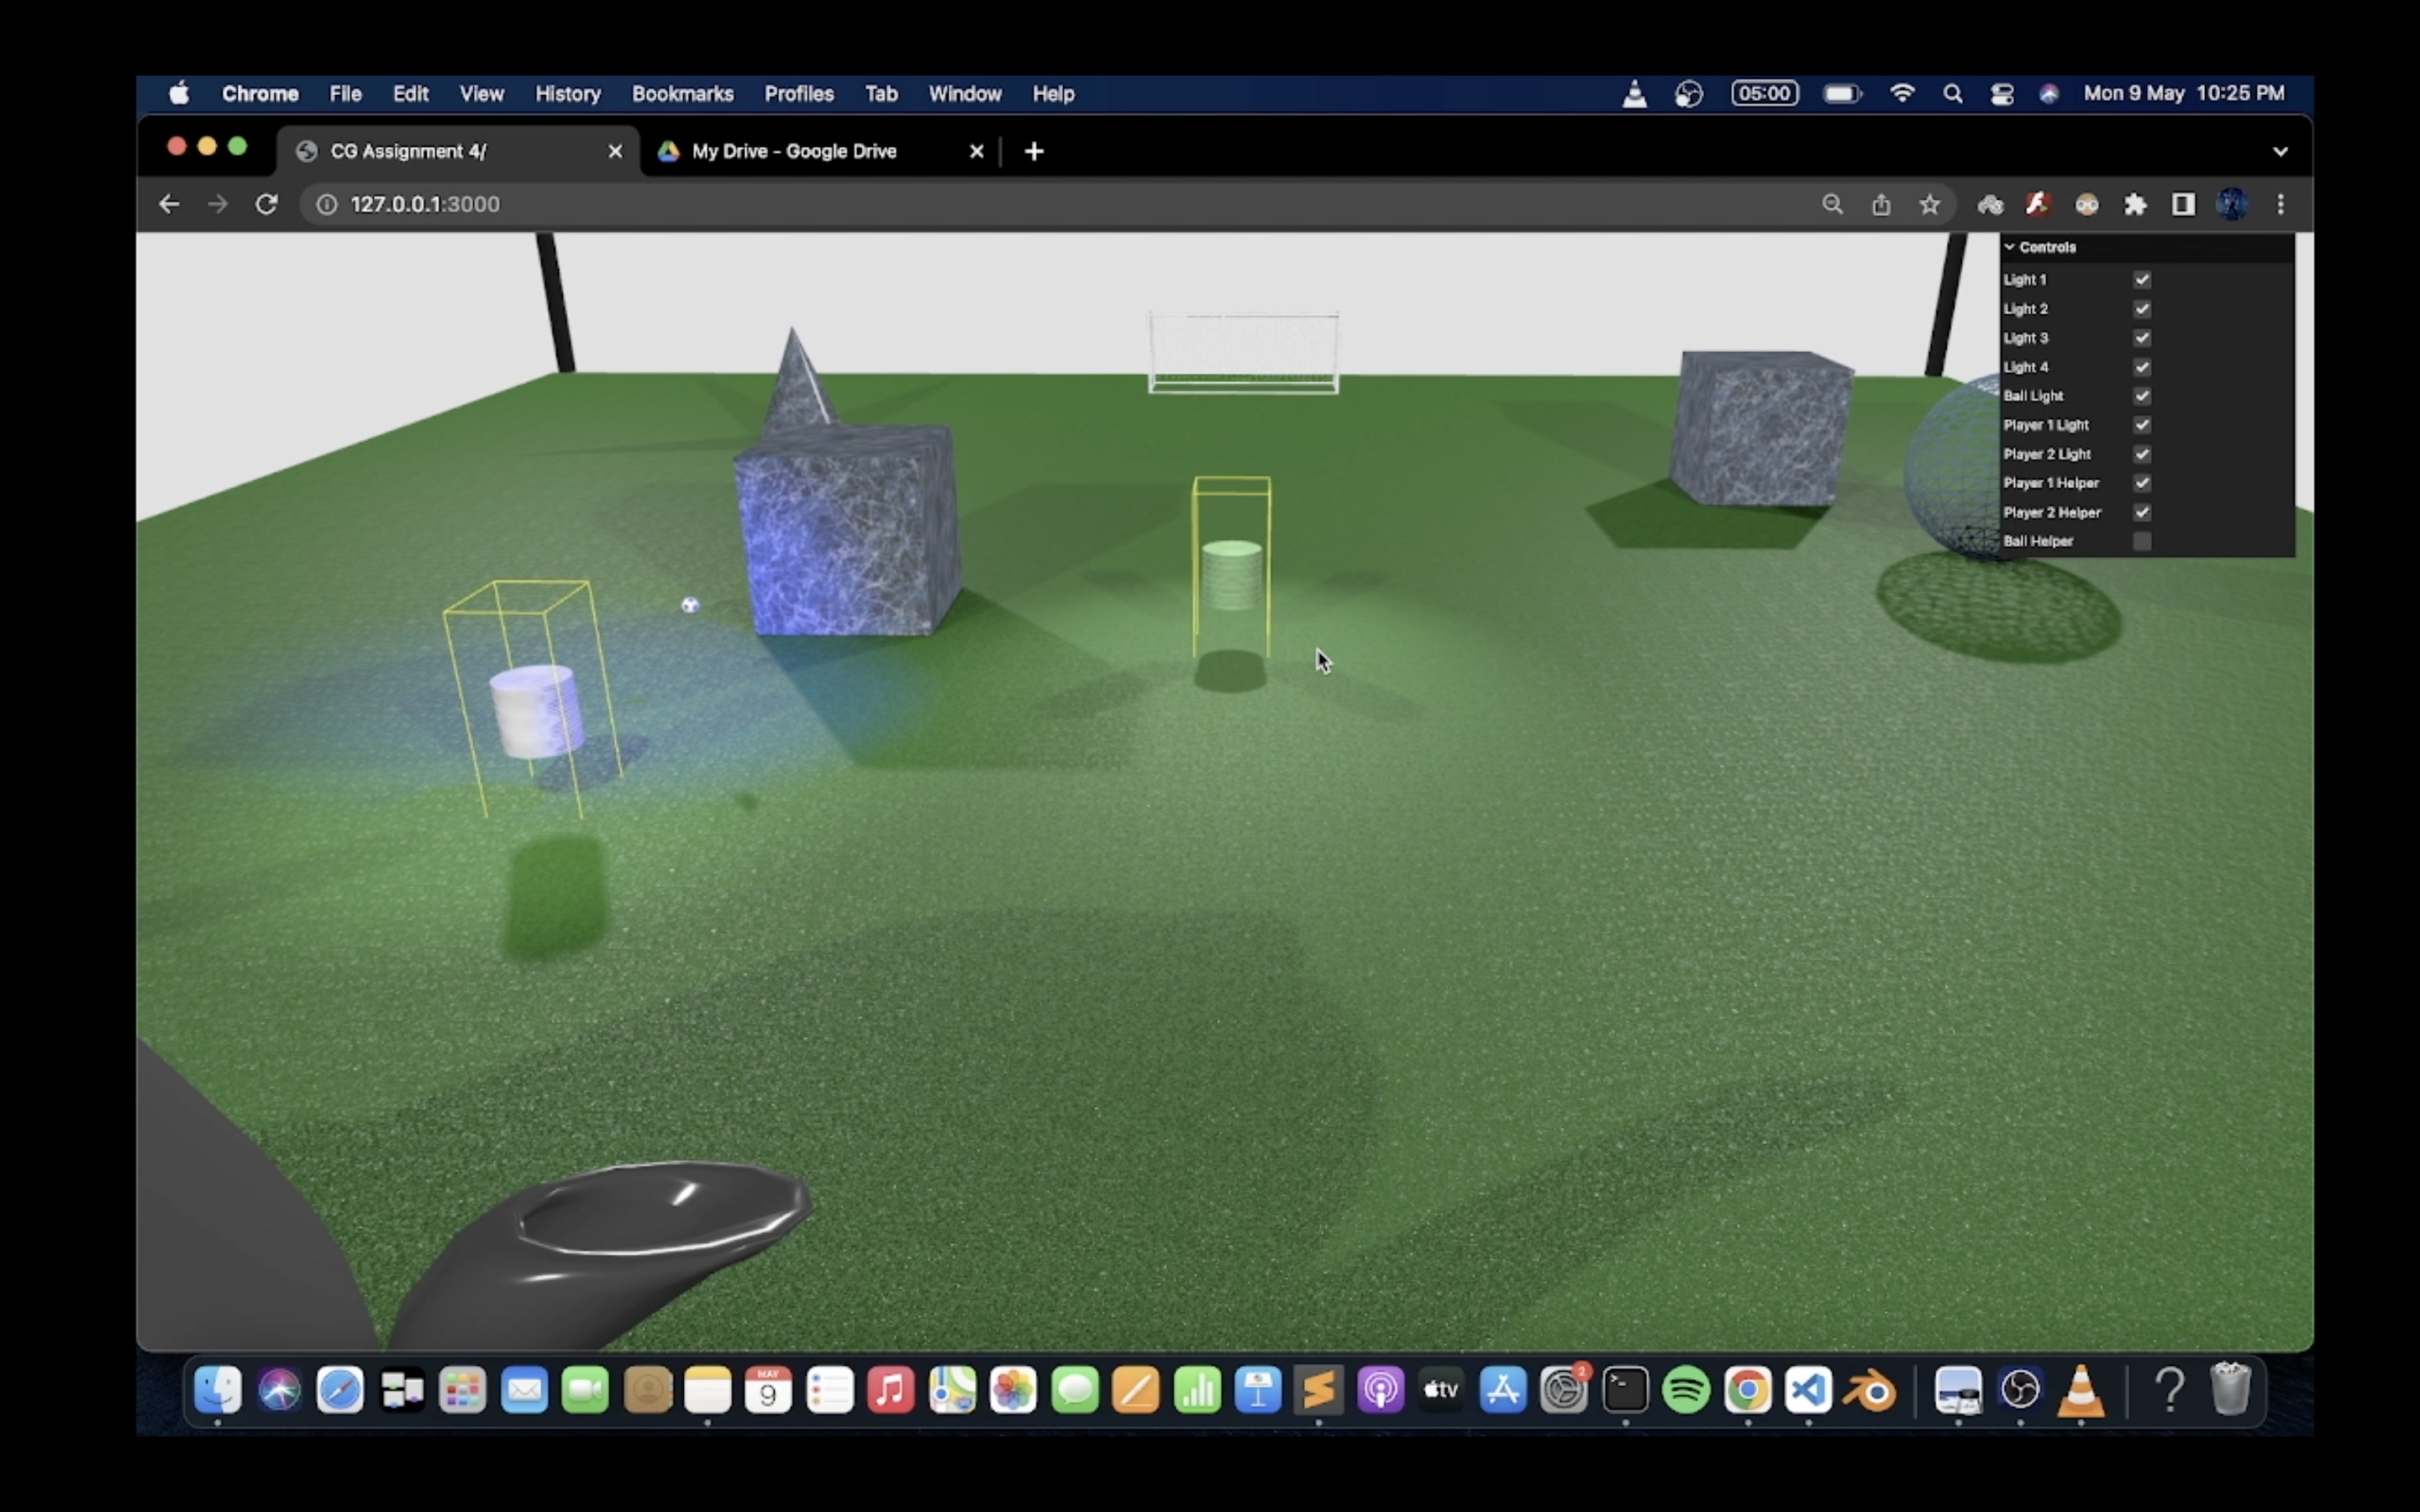 Chrome File Edit View History Bookmarks Profiles Tab Window Help 05:00 Mon 9 May 10:25 PM
CG Assignment 4/ My Drive - Google Drive
127.0.0.1:3000
Controls
Light 1
Light 2
Light 3
Light 4
Ball Light
Player 1 Light
Player 2 Light
Player 1 Helper
Player 2 Helper
Ball Helper
MAY
9
tv
2